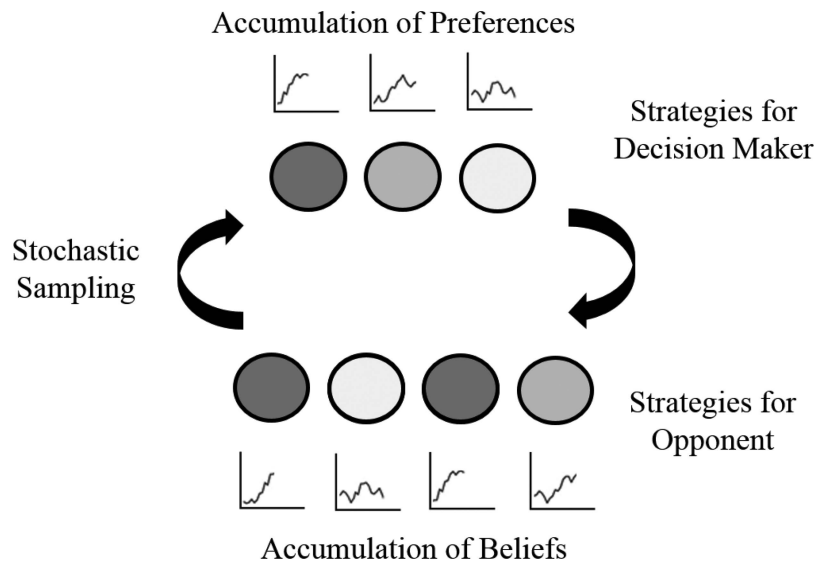 Accumulation of Preferences
Strategies for
Decision Maker
Stochastic
Sampling
Strategies for
Opponent
Accumulation of Beliefs